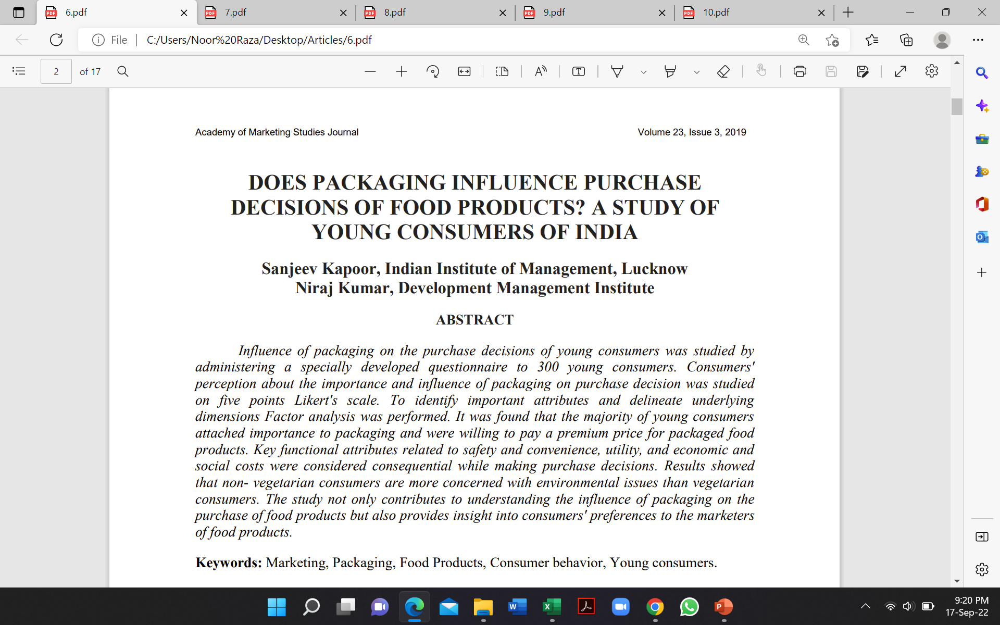 6.pdf
7.pdf
8.pdf
9.pdf
10.pdf
File
C:/Users/Noor%20Raza/Desktop/Articles/6.pdf
2
of 17
Academy of Marketing Studies Journal
Volume 23, Issue 3, 2019
DOES PACKAGING INFLUENCE PURCHASE
DECISIONS OF FOOD PRODUCTS? A STUDY OF
YOUNG CONSUMERS OF INDIA
Sanjeev Kapoor, Indian Institute of Management, Lucknow
Niraj Kumar, Development Management Institute
ABSTRACT
Influence of packaging on the purchase decisions of young consumers was studied by
administering a specially developed questionnaire to 300 young consumers. Consumers'
perception about the importance and influence of packaging on purchase decision was studied
on five points Likert's scale. To identify important attributes and delineate underlying
dimensions Factor analysis was performed. It was found that the majority of young consumers
attached importance to packaging and were willing to pay a premium price for packaged food
products. Key functional attributes related to safety and convenience, utility, and economic and
social costs were considered consequential while making purchase decisions. Results showed
that non- vegetarian consumers are more concerned with environmental issues than vegetarian
consumers. The study not only contributes to understanding the influence of packaging on the
purchase of food products but also provides insight into consumers' preferences to the marketers
of food products.
Keywords: Marketing, Packaging, Food Products, Consumer behavior, Young consumers.
9:20 PM
17-Sep-22